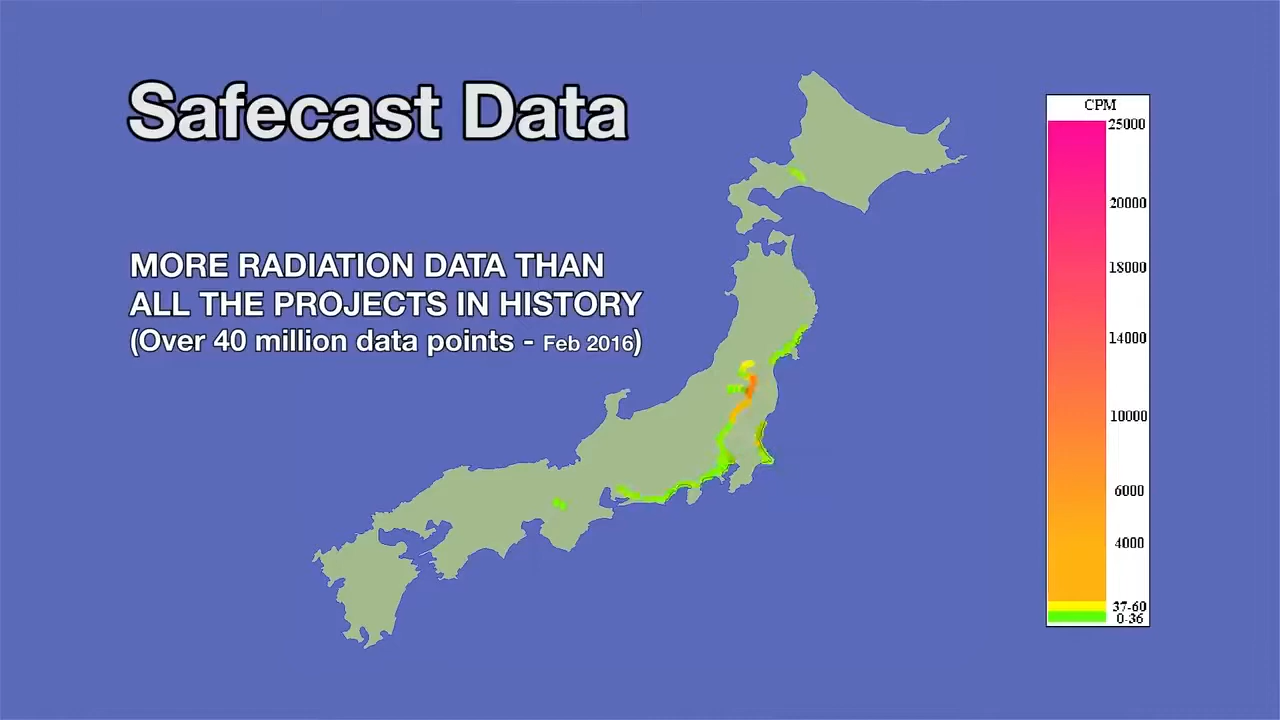 Safecast Data
MORE RADIATION DATA THAN
ALL THE PROJECTS IN HISTORY
(Over 40 million data points - Feb 2016)
CPM
25000
20000
18000
14000
10000
6000
4000
37-60
0-36